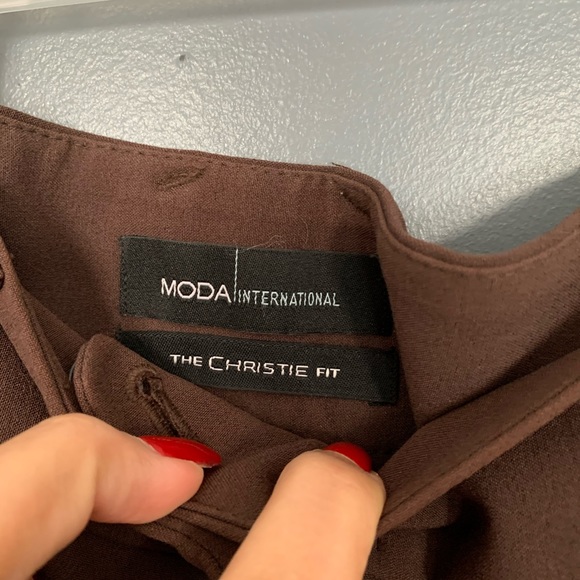 MODA INTERNATIONAL
THE CHRISTIE FIT